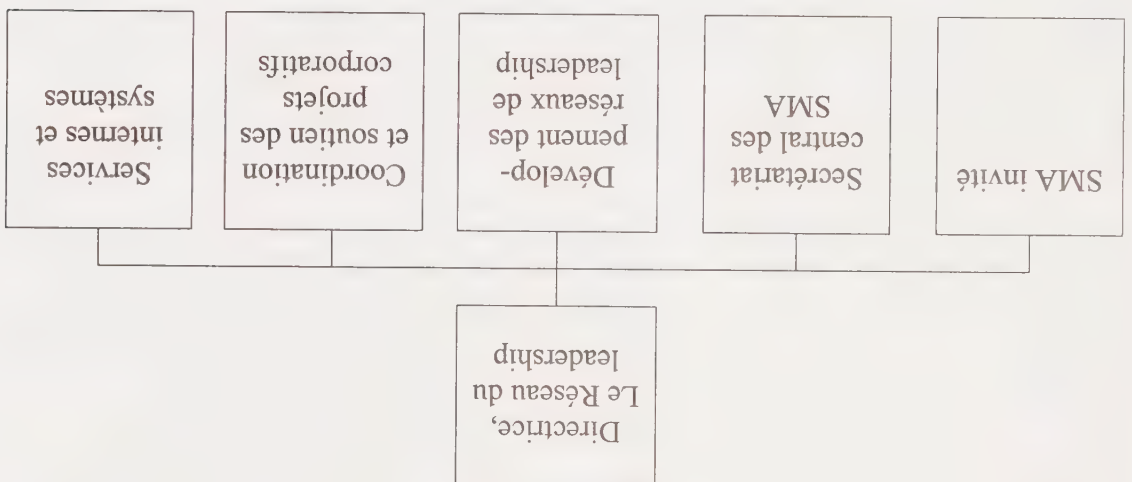 Directrice,
Le Réseau du
leadership
SMA invité
Secrétariat
central des
SMA
Dévelop-
pement des
réseaux de
leadership
Coordination
et soutien des
projets
corporatifs
Services
internes et
systèmes